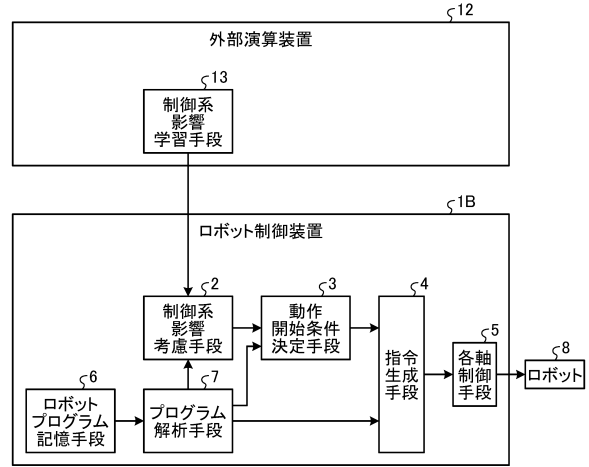 12
外部演算装置
13
制御系
影響
学習手段
1B
ロボット制御装置
2
制御系
影響
考慮手段
3
動作
開始条件
決定手段
4
指令
生成
手段
5
各軸
制御
手段
8
ロボット
6
ロボット
プログラム
記憶手段
7
プログラム
解析手段